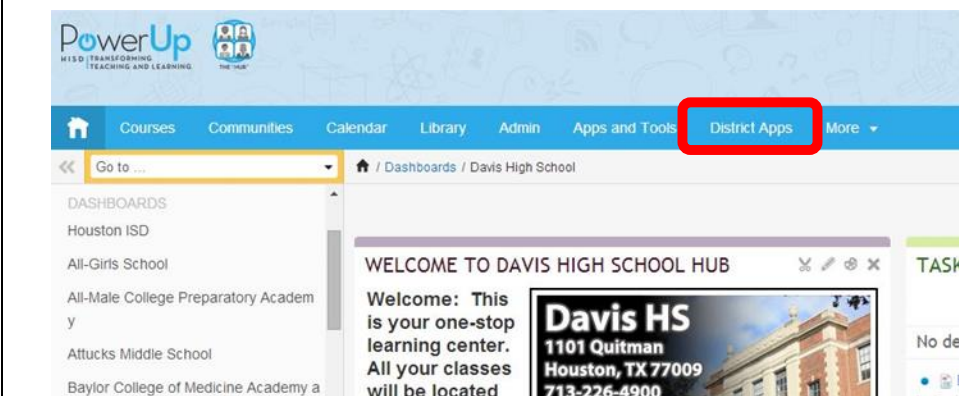 PowerUp
HISD TRANSFORMING
TEACHING AND LEARNING
THE "HUB"
Courses Communities Calendar Library Admin Apps and Tools District Apps More
Go to ...
/ Dashboards / Davis High School
DASHBOARDS
Houston ISD
All-Girls School
All-Male College Preparatory Academ
y
Attucks Middle School
Baylor College of Medicine Academy a
WELCOME TO DAVIS HIGH SCHOOL HUB
Welcome: This
is your one-stop
learning center.
All your classes
will be located
Davis HS
1101 Quitman
Houston, TX 77009
713-226-4900
TASK
No de